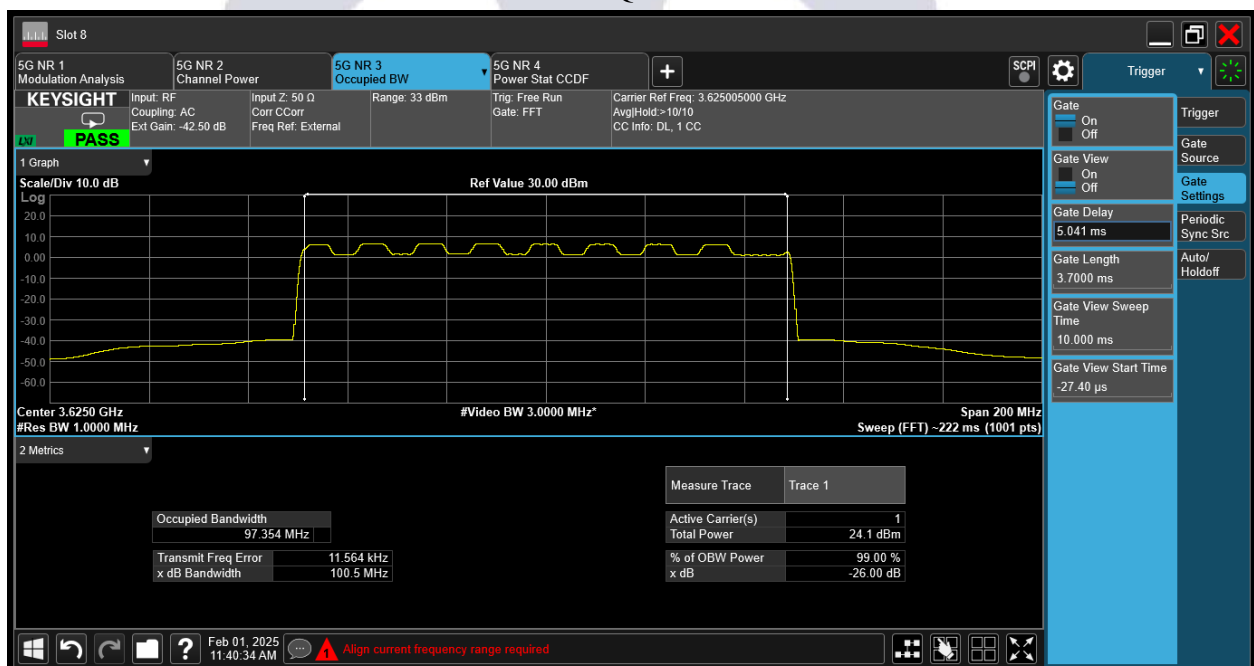 Slot 8
5G NR 1
Modulation Analysis
5G NR 2
Channel Power
5G NR 3
Occupied BW
5G NR 4
Power Stat CCDF
SCPI
Trigger
KEYSIGHT
LXI
PASS
Input: RF
Coupling: AC
Ext Gain: -42.50 dB
Input Z: 50 Ω
Corr CCorr
Freq Ref: External
Range: 33 dBm
Trig: Free Run
Gate: FFT
Carrier Ref Freq: 3.625005000 GHz
Avg|Hold:>10/10
CC Info: DL, 1 CC
1 Graph
Scale/Div 10.0 dB
Ref Value 30.00 dBm
Log
20.0
10.0
0.00
-10.0
-20.0
-30.0
-40.0
-50.0
-60.0
Center 3.6250 GHz
#Video BW 3.0000 MHz*
Span 200 MHz
#Res BW 1.0000 MHz
Sweep (FFT) ~222 ms (1001 pts)
2 Metrics
Measure Trace Trace 1
Occupied Bandwidth
97.354 MHz
Active Carrier(s) 1
Total Power 24.1 dBm
Transmit Freq Error 11.564 kHz
x dB Bandwidth 100.5 MHz
% of OBW Power 99.00 %
x dB -26.00 dB
Gate
On
Off
Gate View
On
Off
Gate Delay
5.041 ms
Gate Length
3.7000 ms
Gate View Sweep
Time
10.000 ms
Gate View Start Time
-27.40 µs
Trigger
Gate
Source
Gate
Settings
Periodic
Sync Src
Auto/
Holdoff
?
Feb 01, 2025
11:40:34 AM
1
Align current frequency range required